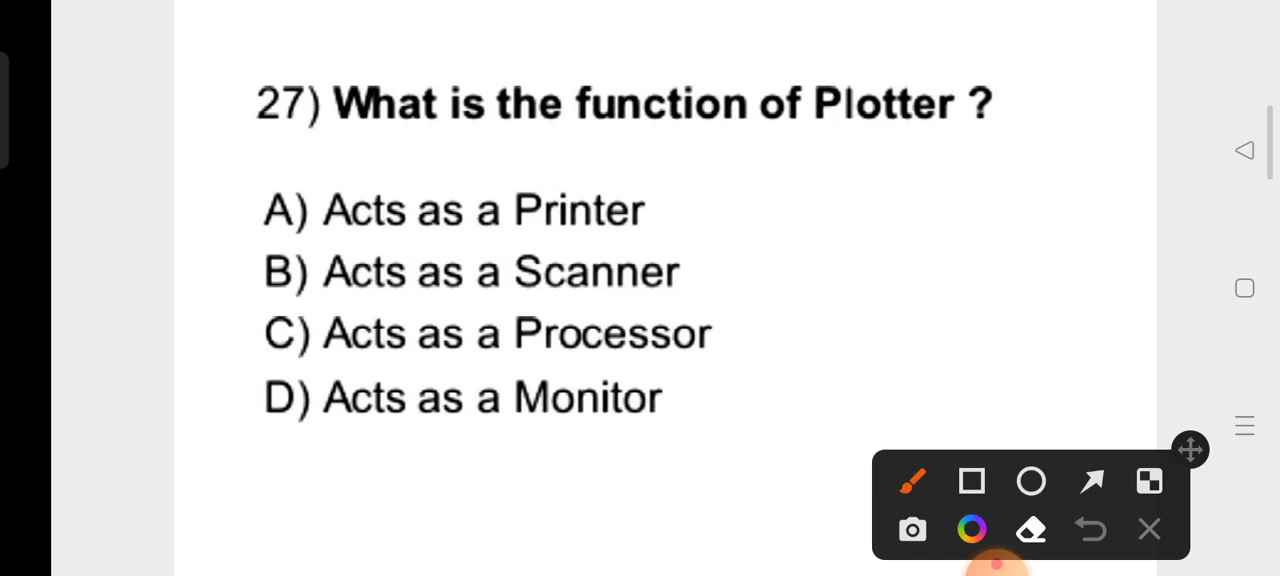 27) What is the function of Plotter ?
A) Acts as a Printer
B) Acts as a Scanner
C) Acts as a Processor
D) Acts as a Monitor